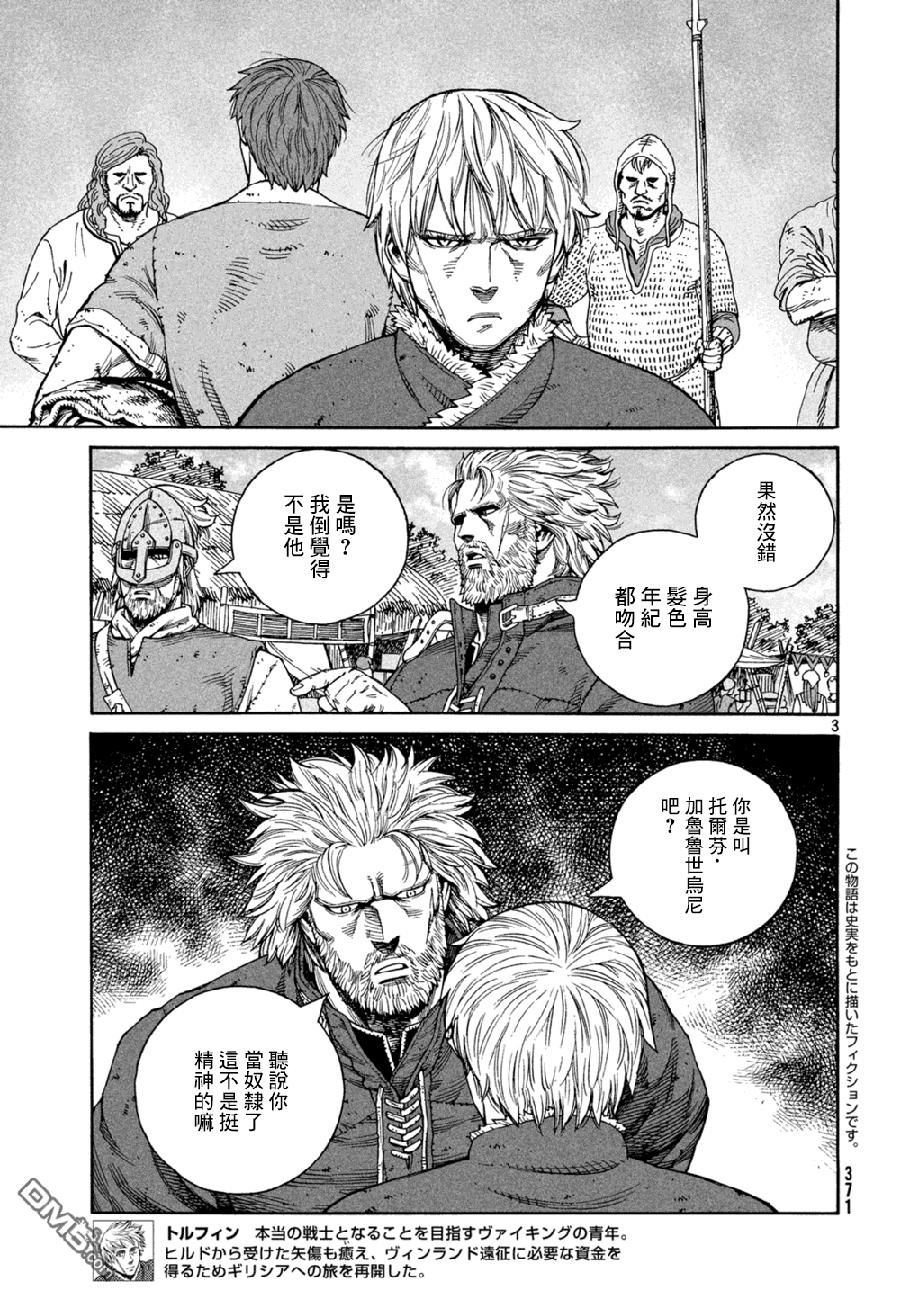 果然沒錯
身高
髮色
年紀
都吻合
是嗎？
我倒覺得
不是他
3
你是叫
托爾芬．
加魯魯世烏尼
吧？
聽說你
當奴隸了
這不是挺
精神的嘛
この物語は史実をもとに描いたフィクションです。
371
DM5
トルフィン 本当の戦士となることを目指すヴァイキングの青年。
ヒルドから受けた矢傷も癒え、ヴィンランド遠征に必要な資金を
得るためギリシアへの旅を再開した。